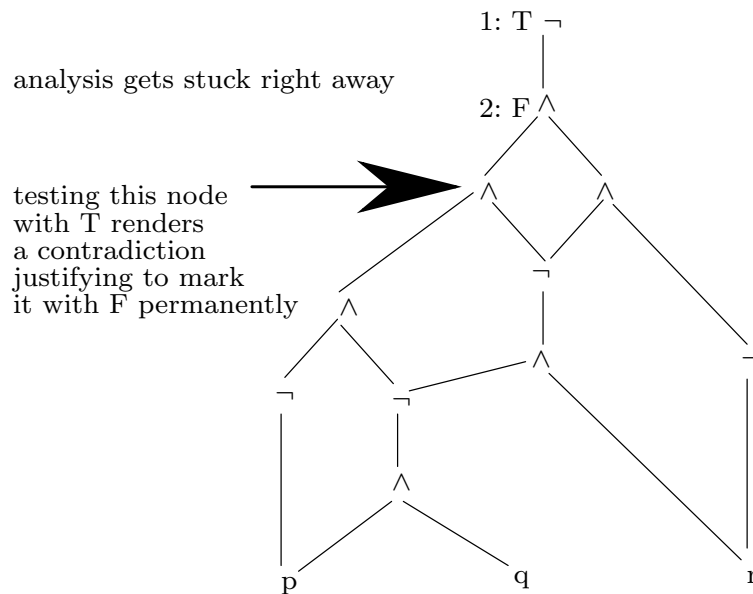 1: T ¬
analysis gets stuck right away
2: F ∧
testing this node
with T renders
a contradiction
justifying to mark
it with F permanently
∧ ∧
¬
∧
∧ ¬
¬ ¬
∧
p q r